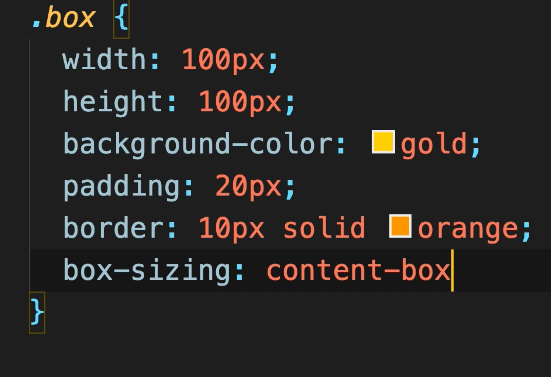 .box {
width: 100px;
height: 100px;
background-color: gold;
padding: 20px;
border: 10px solid orange;
box-sizing: content-box
}